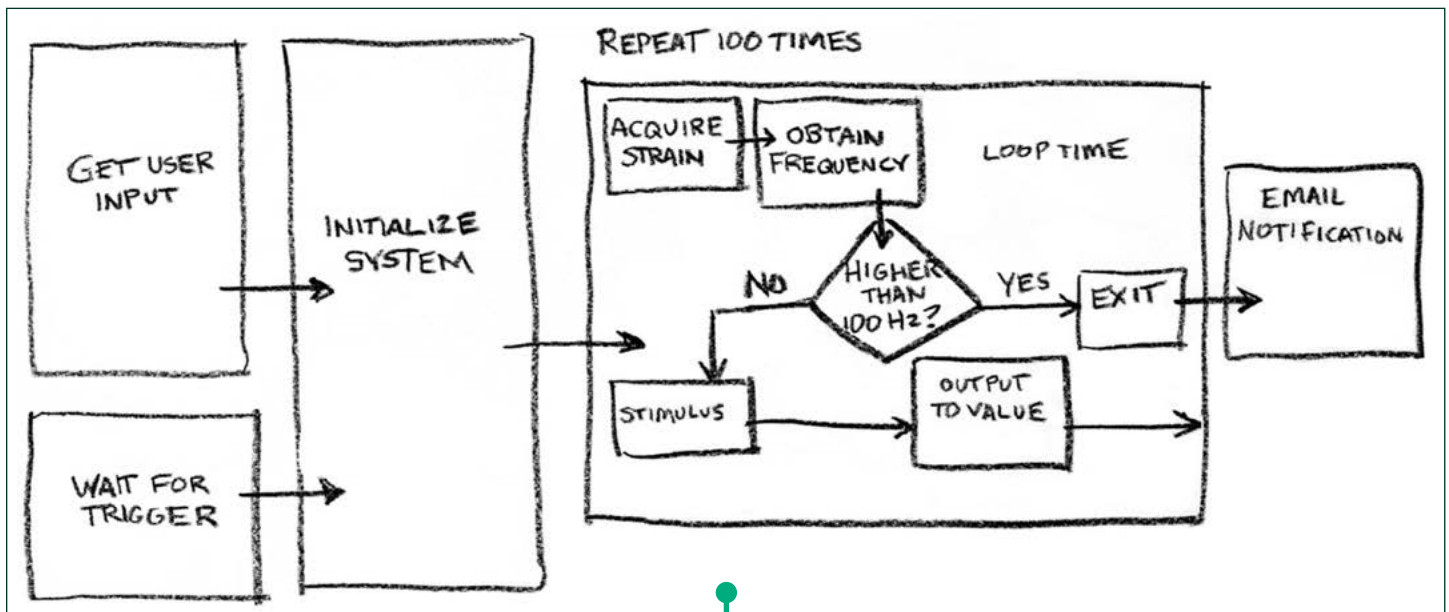 GET USER
INPUT
WAIT FOR
TRIGGER
INITIALIZE
SYSTEM
REPEAT 100 TIMES
ACQUIRE
STRAIN
OBTAIN
FREQUENCY
LOOP TIME
HIGHER
THAN
100 Hz?
NO
YES
EXIT
STIMULUS
OUTPUT
TO VALUE
EMAIL
NOTIFICATION